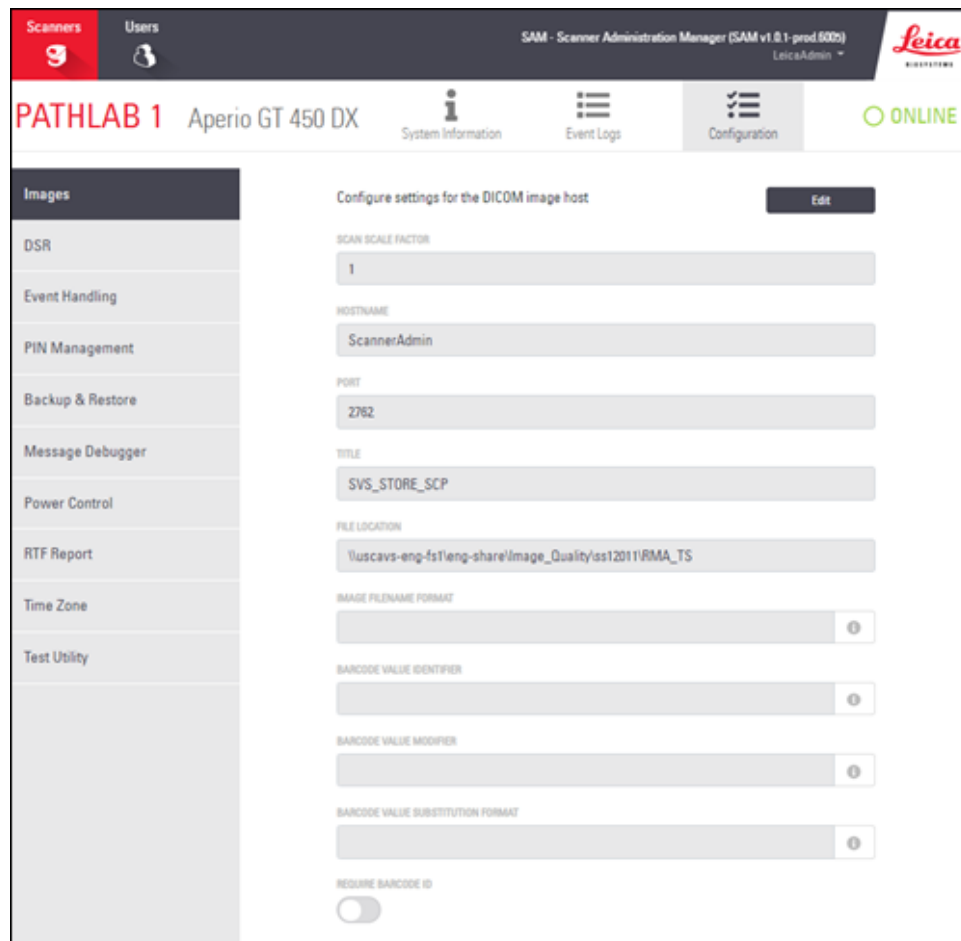 Scanners
Users
SAM - Scanner Administration Manager (SAM v1.0.1-prod.6005)
LeicaAdmin
Leica
BIOSYSTEMS
PATHLAB 1
Aperio GT 450 DX
System Information
Event Logs
Configuration
ONLINE
Images
DSR
Event Handling
PIN Management
Backup & Restore
Message Debugger
Power Control
RTF Report
Time Zone
Test Utility
Configure settings for the DICOM image host
Edit
SCAN SCALE FACTOR
1
HOSTNAME
ScannerAdmin
PORT
2762
TITLE
SVS_STORE_SCP
FILE LOCATION
\\uscavs-eng-fs1\eng-share\Image_Quality\ss12011\RMA_TS
IMAGE FILENAME FORMAT
BARCODE VALUE IDENTIFIER
BARCODE VALUE MODIFIER
BARCODE VALUE SUBSTITUTION FORMAT
REQUIRE BARCODE ID